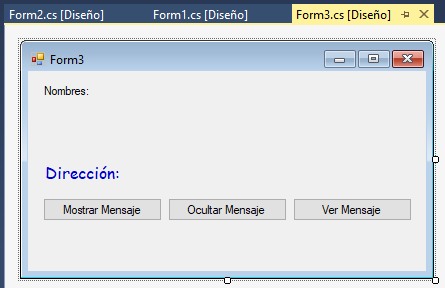 Form2.cs [Diseño] Form1.cs [Diseño] Form3.cs [Diseño]
Form3
Nombres:
Dirección:
Mostrar Mensaje Ocultar Mensaje Ver Mensaje